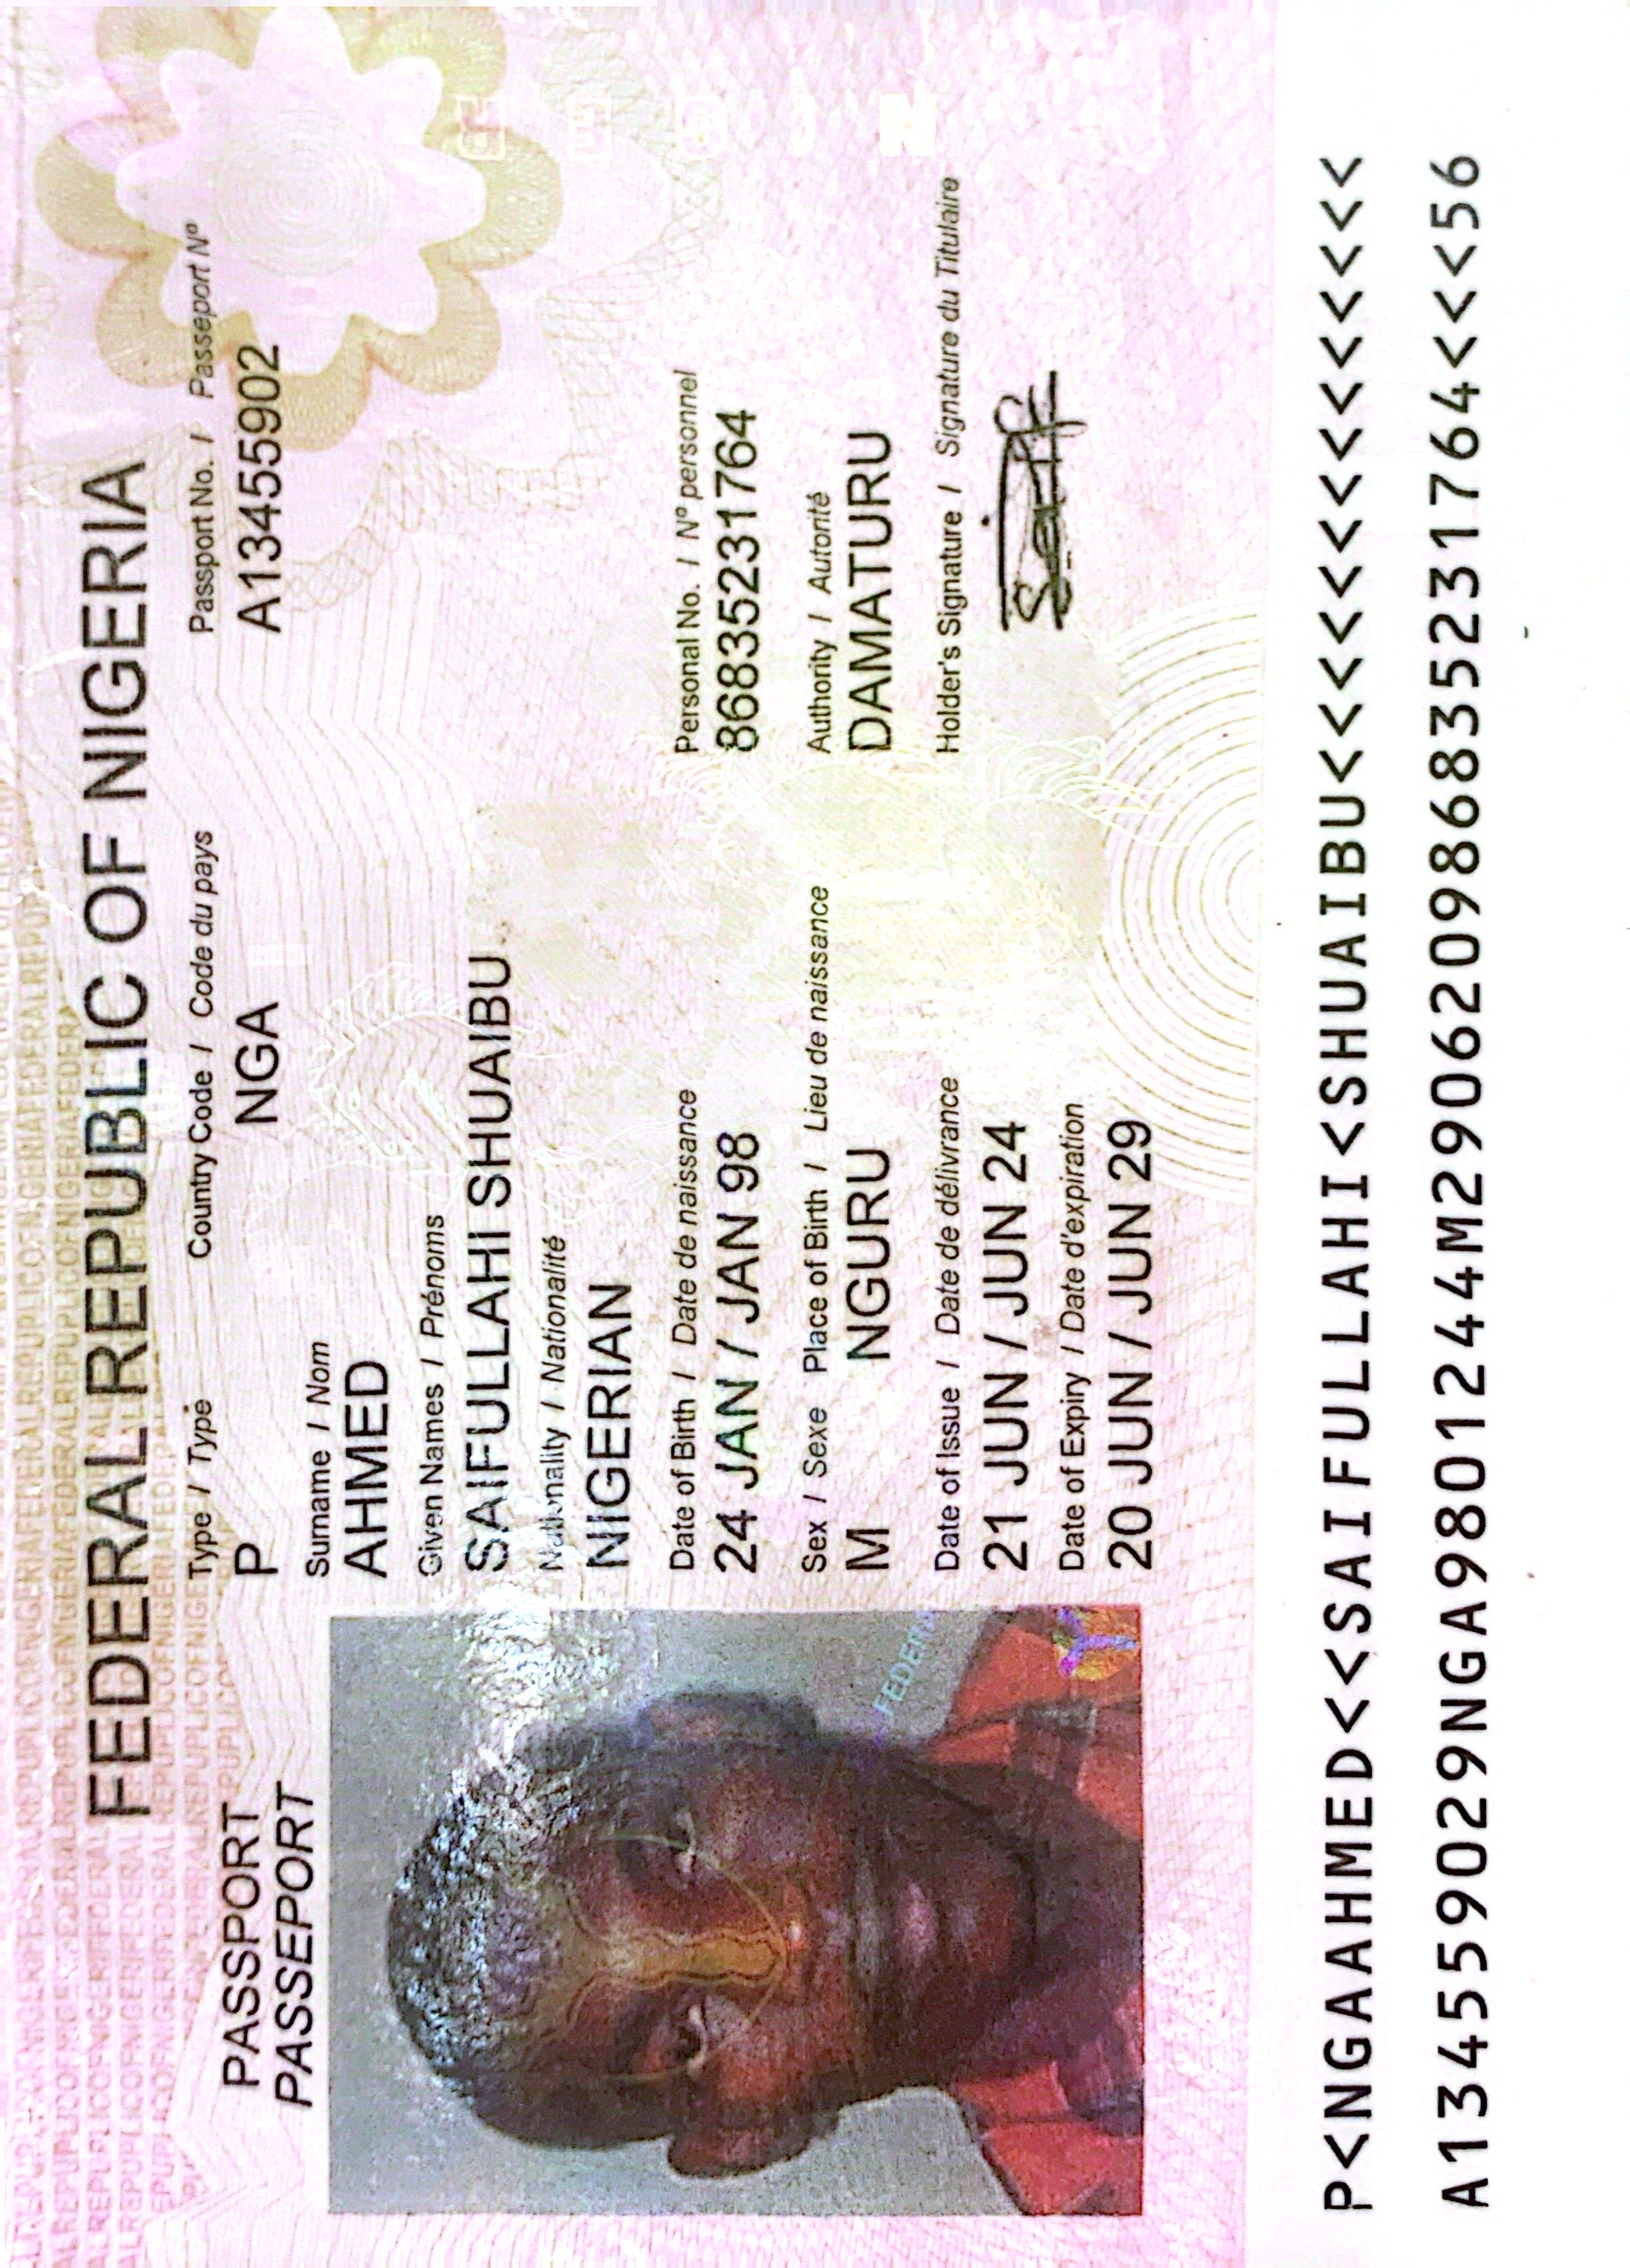 FEDERAL REPUBLIC OF NIGERIA
PASSPORT
PASSEPORT
Type / Type
Country Code / Code du pays
Passport No. / Passeport Nº
P
NGA
A13455902
Surname / Nom
AHMED
Given Names / Prénoms
SAIFULLAHI SHUAIBU
Nationality / Nationalité
NIGERIAN
Date of Birth / Date de naissance
Personal No. / Nº personnel
24 JAN / JAN 98
86835231764
Sex / Sexe
Place of Birth / Lieu de naissance
Authority / Autorité
M
NGURU
DAMATURU
Date of Issue / Date de délivrance
Holder's Signature / Signature du Titulaire
21 JUN / JUN 24
Date of Expiry / Date d'expiration
20 JUN / JUN 29
P<NGAAHMED<<SAIFULLAHI<SHUAIBU<<<<<<<<<<<<<<
A134559029NGA9801244M290620986835231764<<<56